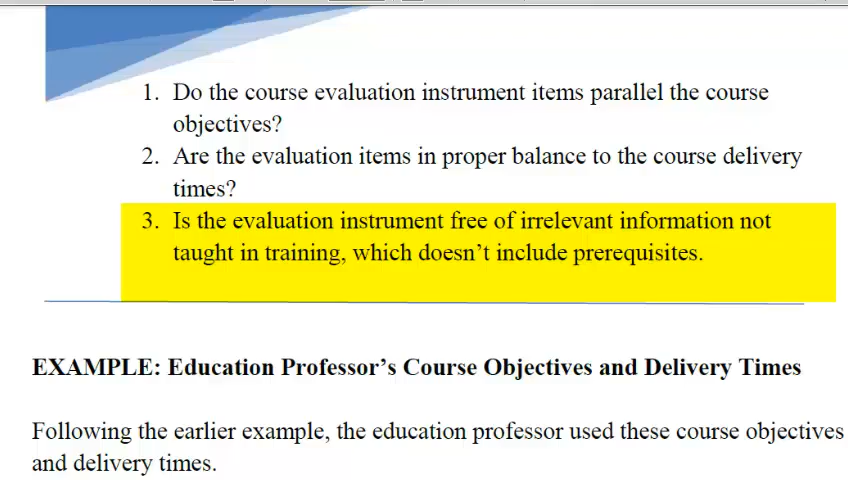 1. Do the course evaluation instrument items parallel the course
objectives?
2. Are the evaluation items in proper balance to the course delivery
times?
3. Is the evaluation instrument free of irrelevant information not
taught in training, which doesn’t include prerequisites.
EXAMPLE: Education Professor’s Course Objectives and Delivery Times
Following the earlier example, the education professor used these course objectives
and delivery times.